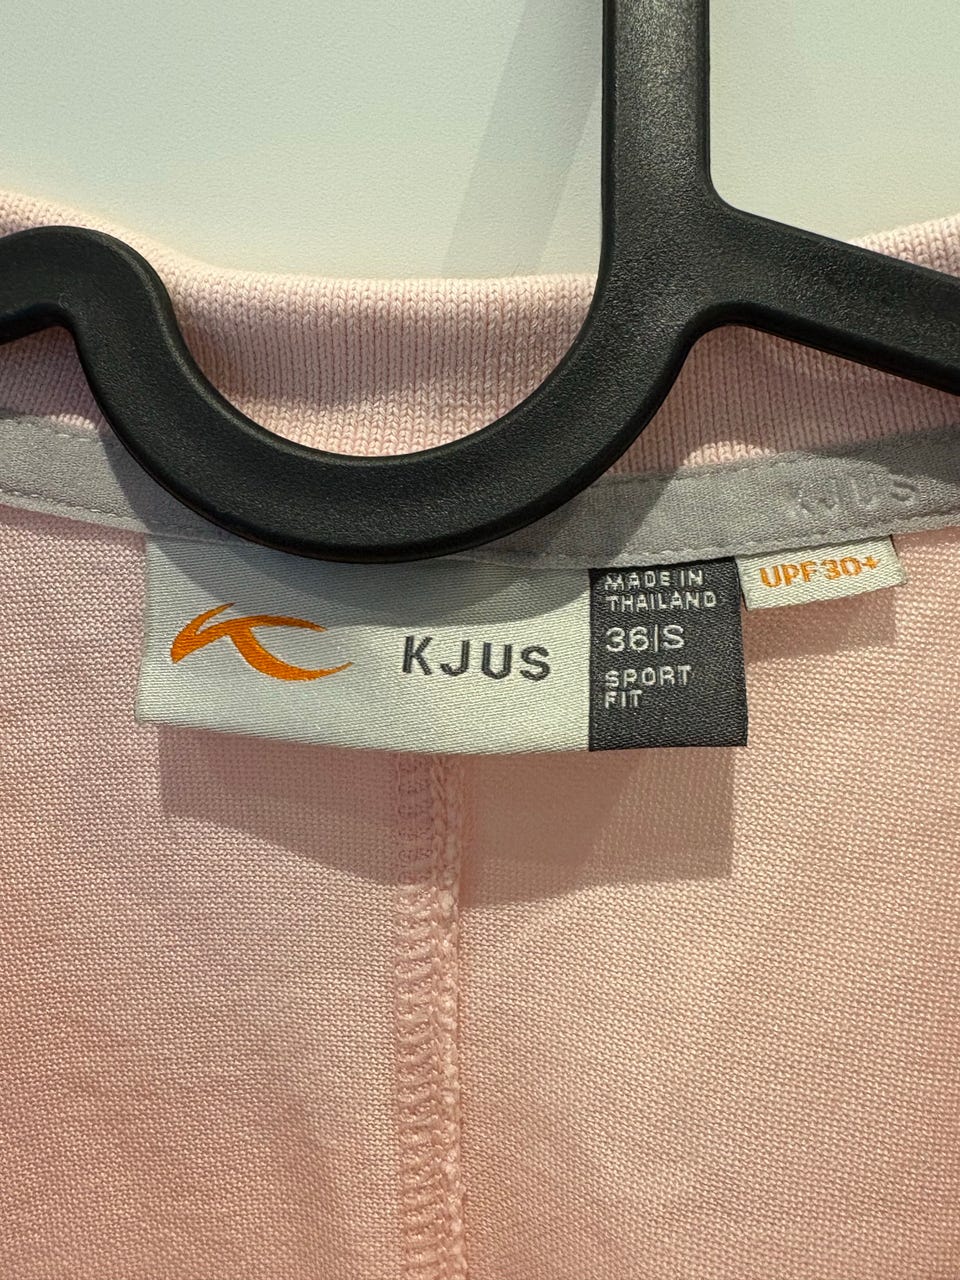 KJUS
KJUS
MADE IN
THAILAND
36|S
SPORT
FIT
UPF 30+